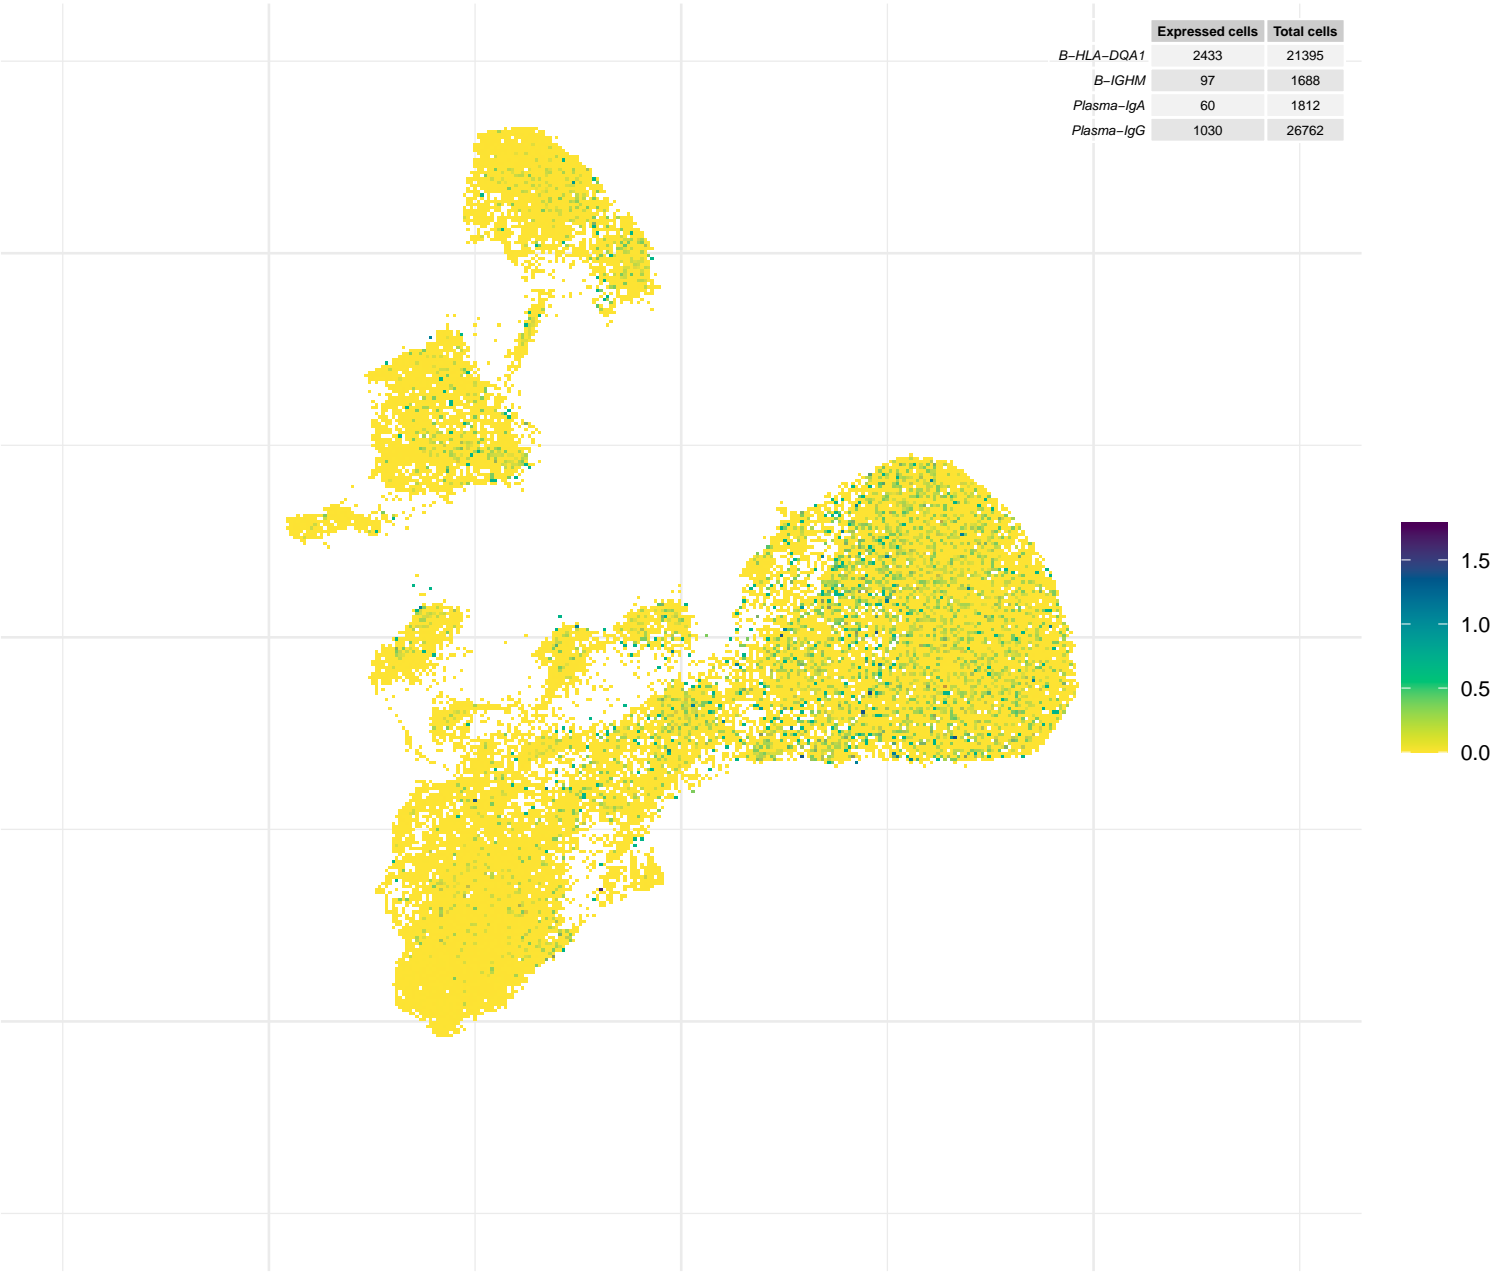 Expressed cells Total cells
B−HLA−DQA1 2433 21395
B−IGHM 97 1688
Plasma−IgA 60 1812
Plasma−IgG 1030 26762
1.5
1.0
0.5
0.0